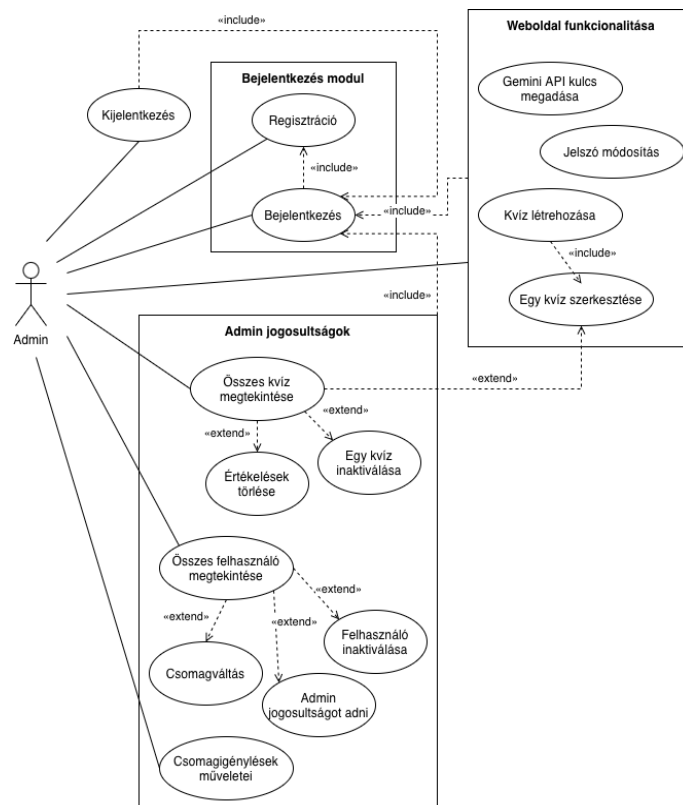 «include»
Weboldal funkcionalitása
Bejelentkezés modul
Gemini API kulcs
megadása
Kijelentkezés
Regisztráció
Jelszó módosítás
«include»
Bejelentkezés
«include»
Kvíz létrehozása
«include»
Admin
«include»
Egy kvíz szerkesztése
Admin jogosultságok
Összes kvíz
megtekintése
«extend»
«extend»
«extend»
Egy kvíz
inaktiválása
Értékelések
törlése
Összes felhasználó
megtekintése
«extend»
«extend»
«extend»
Felhasználó
inaktiválása
Csomagváltás
Admin
jogosultságot adni
Csomagigénylések
műveletei